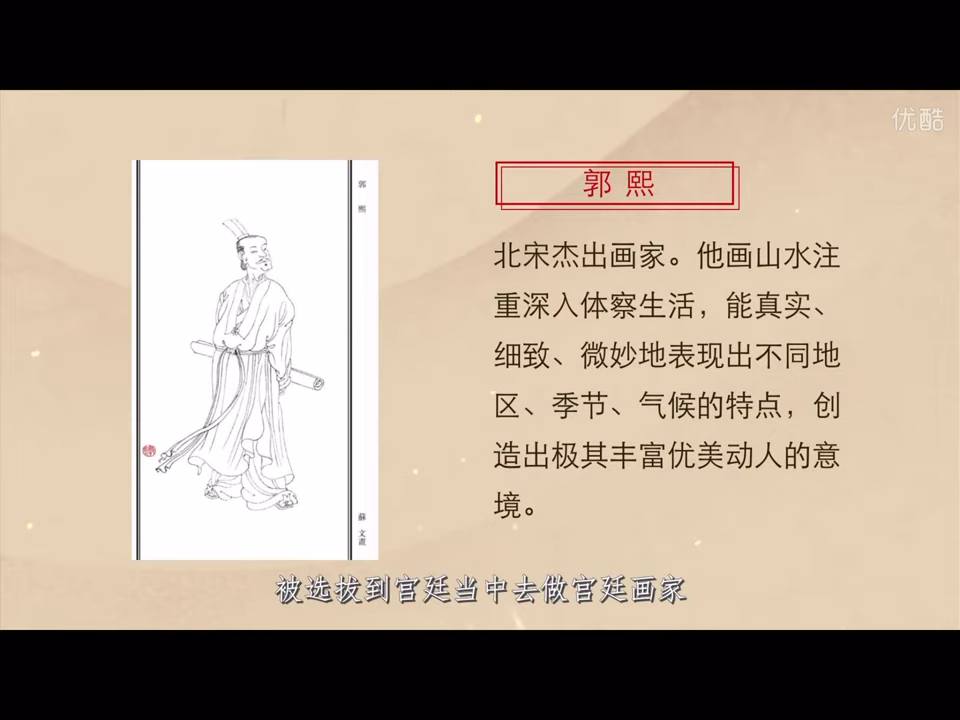 优酷
郭熙
北宋杰出画家。他画山水注
重深入体察生活，能真实、
细致、微妙地表现出不同地
区、季节、气候的特点，创
造出极其丰富优美动人的意
境。
郭熙
蘇文畫
被选拔到宫廷当中去做宫廷画家